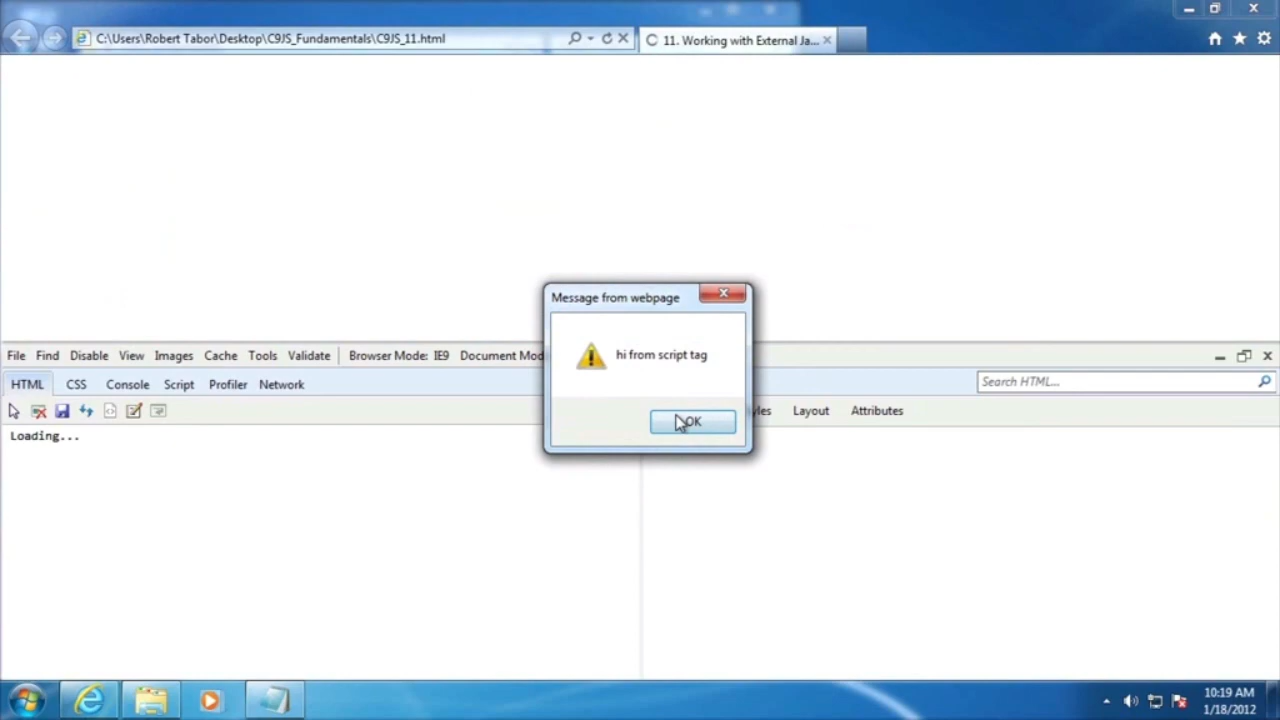 C:\Users\Robert Tabor\Desktop\C9JS_Fundamentals\C9JS_11.html
11. Working with External Ja...
Message from webpage
hi from script tag
OK
File Find Disable View Images Cache Tools Validate Browser Mode: IE9 Document Mod
HTML CSS Console Script Profiler Network
Search HTML...
Layout Attributes
Loading...
10:19 AM
1/18/2012